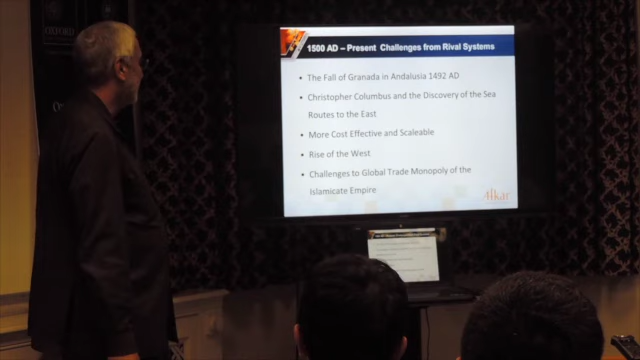 OXFORD
1500 AD – Present Challenges from Rival Systems
• The Fall of Granada in Andalusia 1492 AD
• Christopher Columbus and the Discovery of the Sea
Routes to the East
• More Cost Effective and Scaleable
• Rise of the West
• Challenges to Global Trade Monopoly of the
Islamicate Empire
Alkar